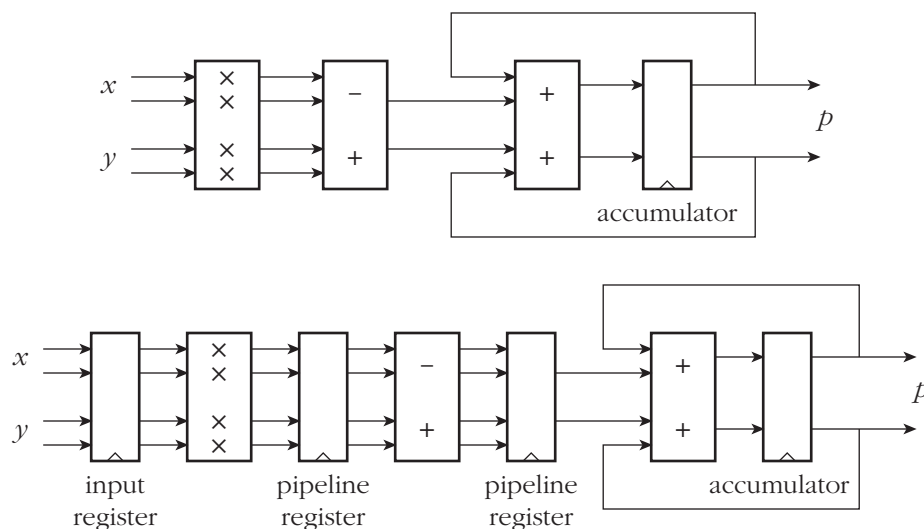 x
y
×
×
×
×
−
+
+
+
p
accumulator
x
y
×
×
×
×
−
+
+
+
p
input register
pipeline register
pipeline register
accumulator